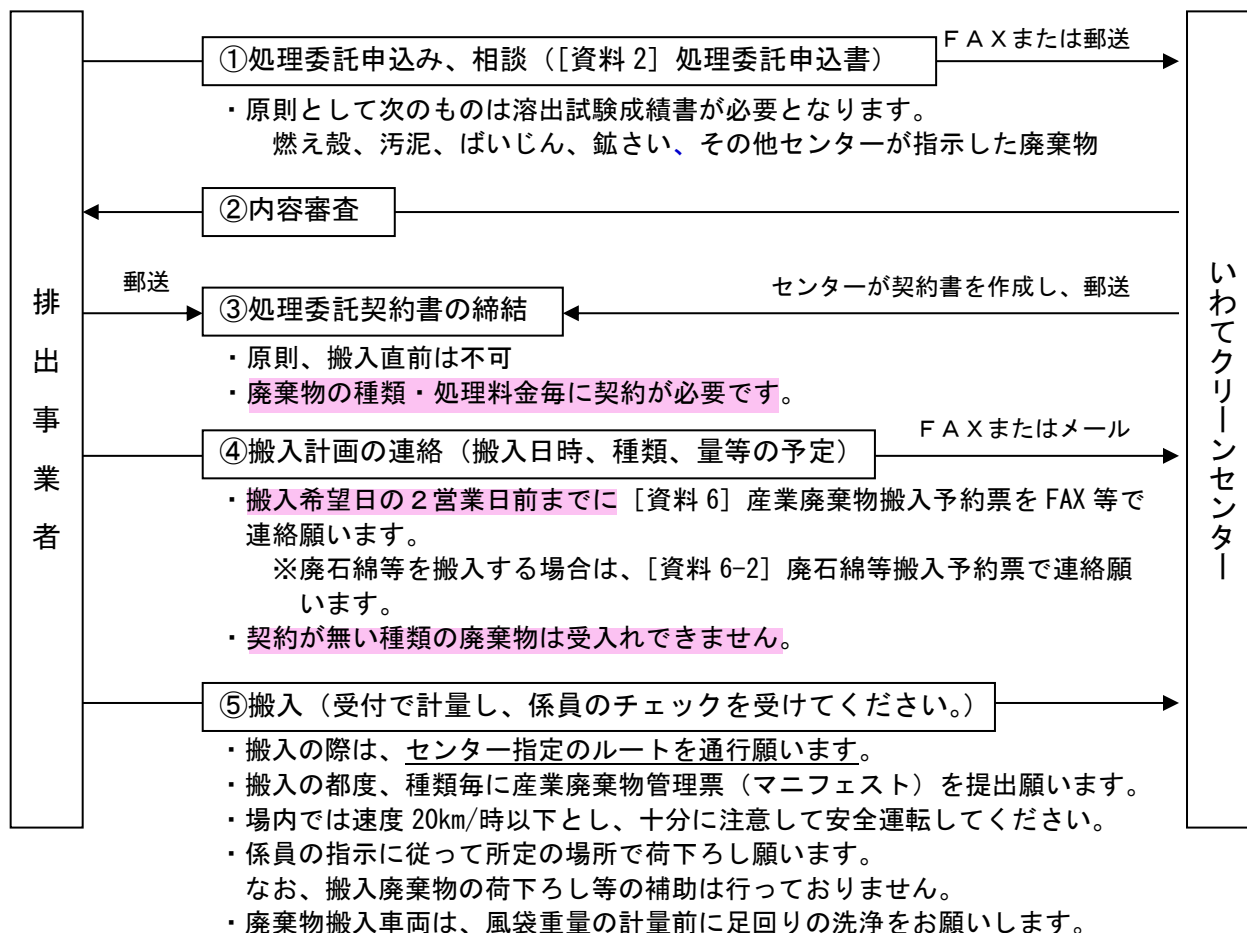 FAXまたは郵送
①処理委託申込み、相談（[資料2] 処理委託申込書）
・原則として次のものは溶出試験成績書が必要となります。
燃え殻、汚泥、ばいじん、鉱さい、その他センターが指示した廃棄物
②内容審査
排出事業者
いわてクリーンセンター
郵送
センターが契約書を作成し、郵送
③処理委託契約書の締結
・原則、搬入直前は不可
・廃棄物の種類・処理料金毎に契約が必要です。
FAXまたはメール
④搬入計画の連絡（搬入日時、種類、量等の予定）
・搬入希望日の２営業日前までに [資料6] 産業廃棄物搬入予約票を FAX 等で
連絡願います。
※廃石綿等を搬入する場合は、[資料6-2] 廃石綿等搬入予約票で連絡願
います。
・契約が無い種類の廃棄物は受入れできません。
⑤搬入（受付で計量し、係員のチェックを受けてください。）
・搬入の際は、センター指定のルートを通行願います。
・搬入の都度、種類毎に産業廃棄物管理票（マニフェスト）を提出願います。
・場内では速度20km/時以下とし、十分に注意して安全運転してください。
・係員の指示に従って所定の場所で荷下ろし願います。
なお、搬入廃棄物の荷下ろし等の補助は行っておりません。
・廃棄物搬入車両は、風袋重量の計量前に足回りの洗浄をお願いします。